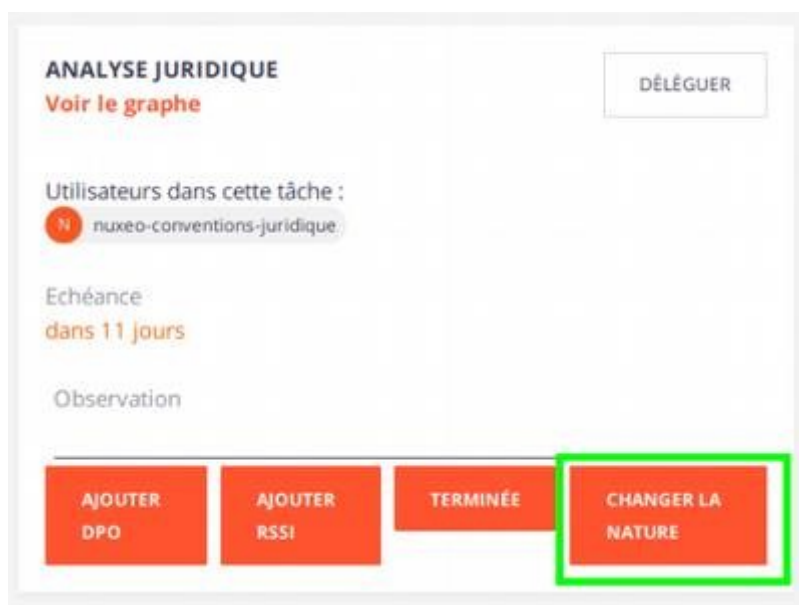 ANALYSE JURIDIQUE
DÉLÉGUER
Voir le graphe
Utilisateurs dans cette tâche :
N nuxeo-conventions-juridique
Echéance
dans 11 jours
Observation
AJOUTER DPO
AJOUTER RSSI
TERMINÉE
CHANGER LA NATURE